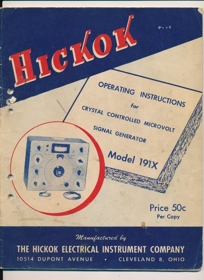 HICKOK
OPERATING INSTRUCTIONS
for
CRYSTAL CONTROLLED MICROVOLT
SIGNAL GENERATOR
Model 191X
Price 50c
Per Copy
Manufactured by
THE HICKOK ELECTRICAL INSTRUMENT COMPANY
10514 DUPONT AVENUE • CLEVELAND 8, OHIO